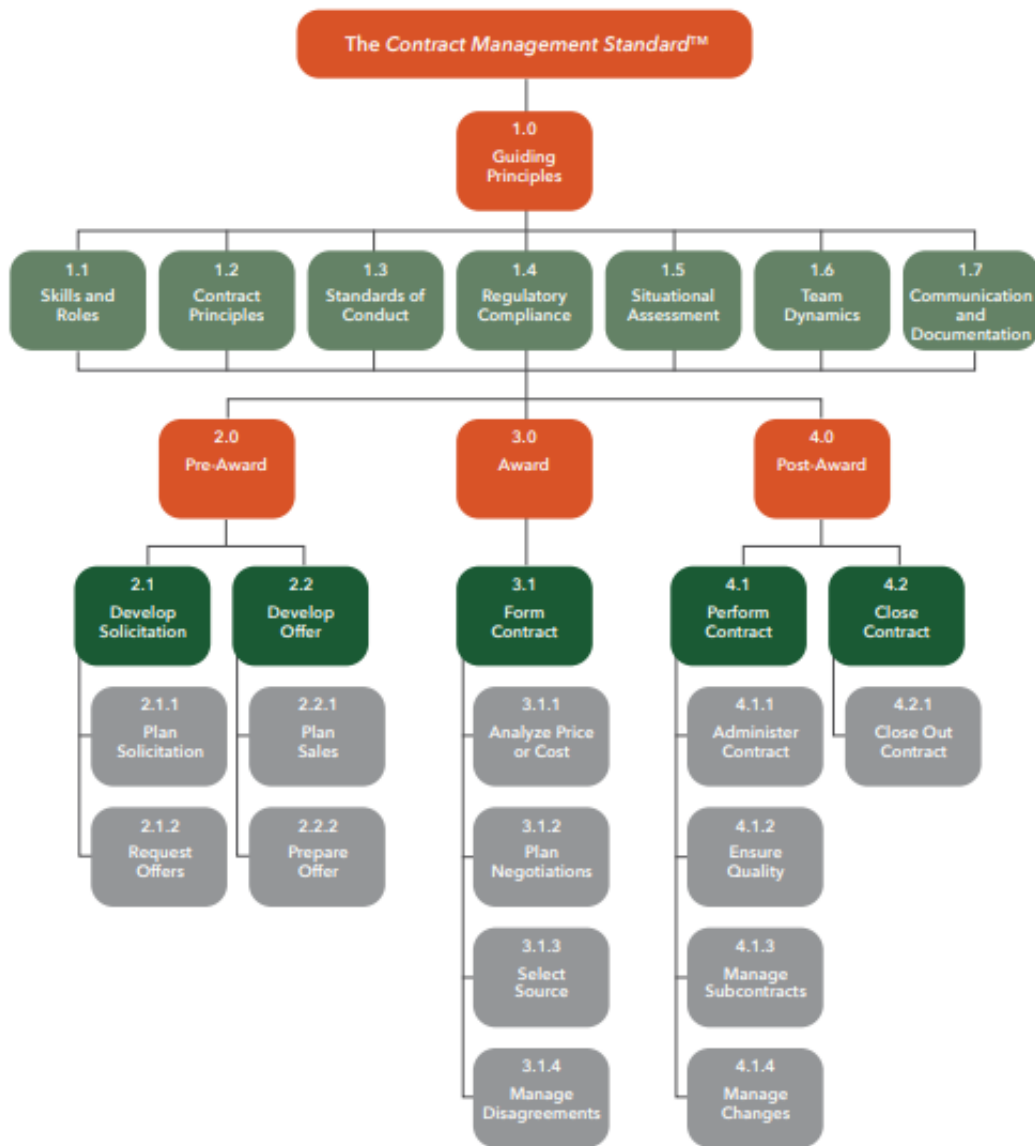 The Contract Management Standard™
1.0
Guiding
Principles
1.1
Skills and
Roles
1.2
Contract
Principles
1.3
Standards of
Conduct
1.4
Regulatory
Compliance
1.5
Situational
Assessment
1.6
Team
Dynamics
1.7
Communication
and
Documentation
2.0
Pre-Award
3.0
Award
4.0
Post-Award
2.1
Develop
Solicitation
2.2
Develop
Offer
3.1
Form
Contract
4.1
Perform
Contract
4.2
Close
Contract
2.1.1
Plan
Solicitation
2.2.1
Plan
Sales
3.1.1
Analyze Price
or Cost
4.1.1
Administer
Contract
4.2.1
Close Out
Contract
2.1.2
Request
Offers
2.2.2
Prepare
Offer
3.1.2
Plan
Negotiations
4.1.2
Ensure
Quality
3.1.3
Select
Source
4.1.3
Manage
Subcontracts
3.1.4
Manage
Disagreements
4.1.4
Manage
Changes